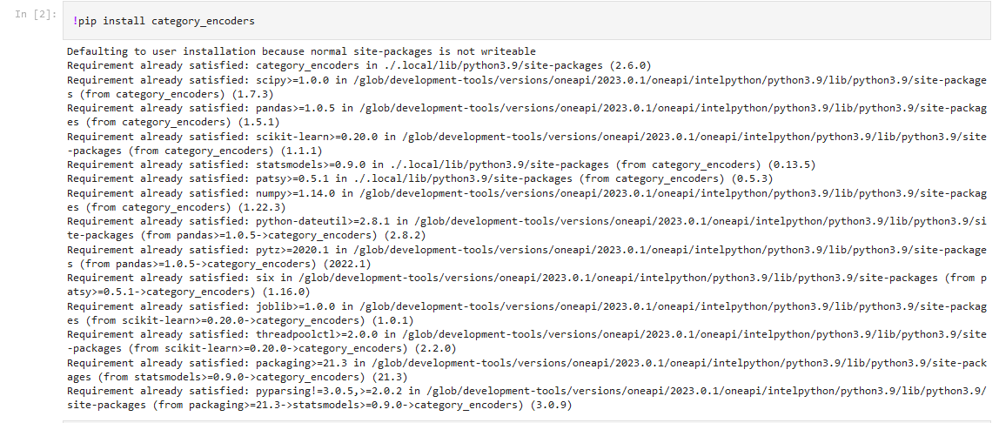 In [2]:
!pip install category_encoders
Defaulting to user installation because normal site-packages is not writeable
Requirement already satisfied: category_encoders in ./.local/lib/python3.9/site-packages (2.6.0)
Requirement already satisfied: scipy>=1.0.0 in /glob/development-tools/versions/oneapi/2023.0.1/oneapi/intelpython/python3.9/lib/python3.9/site-package
s (from category_encoders) (1.7.3)
Requirement already satisfied: pandas>=1.0.5 in /glob/development-tools/versions/oneapi/2023.0.1/oneapi/intelpython/python3.9/lib/python3.9/site-packag
es (from category_encoders) (1.5.1)
Requirement already satisfied: scikit-learn>=0.20.0 in /glob/development-tools/versions/oneapi/2023.0.1/oneapi/intelpython/python3.9/lib/python3.9/site
-packages (from category_encoders) (1.1.1)
Requirement already satisfied: statsmodels>=0.9.0 in ./.local/lib/python3.9/site-packages (from category_encoders) (0.13.5)
Requirement already satisfied: patsy>=0.5.1 in ./.local/lib/python3.9/site-packages (from category_encoders) (0.5.3)
Requirement already satisfied: numpy>=1.14.0 in /glob/development-tools/versions/oneapi/2023.0.1/oneapi/intelpython/python3.9/lib/python3.9/site-packag
es (from category_encoders) (1.22.3)
Requirement already satisfied: python-dateutil>=2.8.1 in /glob/development-tools/versions/oneapi/2023.0.1/oneapi/intelpython/python3.9/lib/python3.9/si
te-packages (from pandas>=1.0.5->category_encoders) (2.8.2)
Requirement already satisfied: pytz>=2020.1 in /glob/development-tools/versions/oneapi/2023.0.1/oneapi/intelpython/python3.9/lib/python3.9/site-package
s (from pandas>=1.0.5->category_encoders) (2022.1)
Requirement already satisfied: six in /glob/development-tools/versions/oneapi/2023.0.1/oneapi/intelpython/python3.9/lib/python3.9/site-packages (from p
atsy>=0.5.1->category_encoders) (1.16.0)
Requirement already satisfied: joblib>=1.0.0 in /glob/development-tools/versions/oneapi/2023.0.1/oneapi/intelpython/python3.9/lib/python3.9/site-packag
es (from scikit-learn>=0.20.0->category_encoders) (1.0.1)
Requirement already satisfied: threadpoolctl>=2.0.0 in /glob/development-tools/versions/oneapi/2023.0.1/oneapi/intelpython/python3.9/lib/python3.9/site
-packages (from scikit-learn>=0.20.0->category_encoders) (2.2.0)
Requirement already satisfied: packaging>=21.3 in /glob/development-tools/versions/oneapi/2023.0.1/oneapi/intelpython/python3.9/lib/python3.9/site-pack
ages (from statsmodels>=0.9.0->category_encoders) (21.3)
Requirement already satisfied: pyparsing!=3.0.5,>=2.0.2 in /glob/development-tools/versions/oneapi/2023.0.1/oneapi/intelpython/python3.9/lib/python3.9/
site-packages (from packaging>=21.3->statsmodels>=0.9.0->category_encoders) (3.0.9)